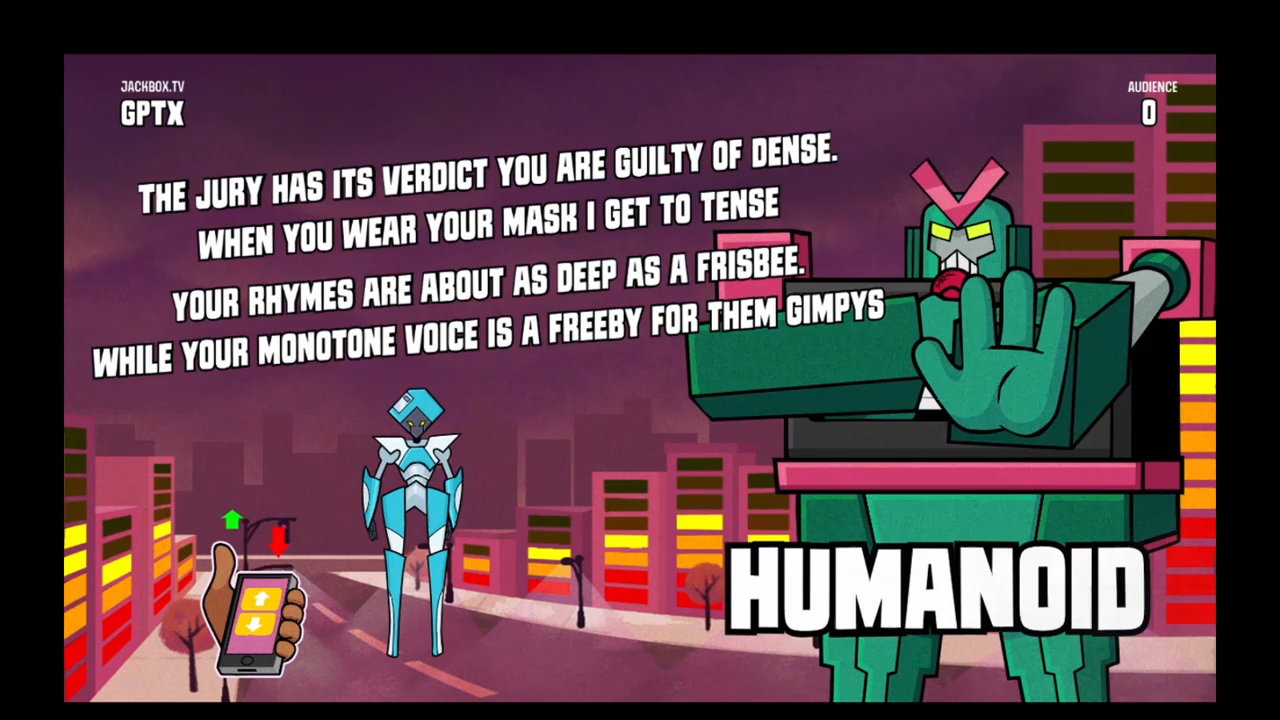 JACKBOX.TV
GPTX
AUDIENCE
0
THE JURY HAS ITS VERDICT YOU ARE GUILTY OF DENSE.
WHEN YOU WEAR YOUR MASK I GET TO TENSE
YOUR RHYMES ARE ABOUT AS DEEP AS A FRISBEE.
WHILE YOUR MONOTONE VOICE IS A FREEBY FOR THEM GIMPYS
HUMANOID